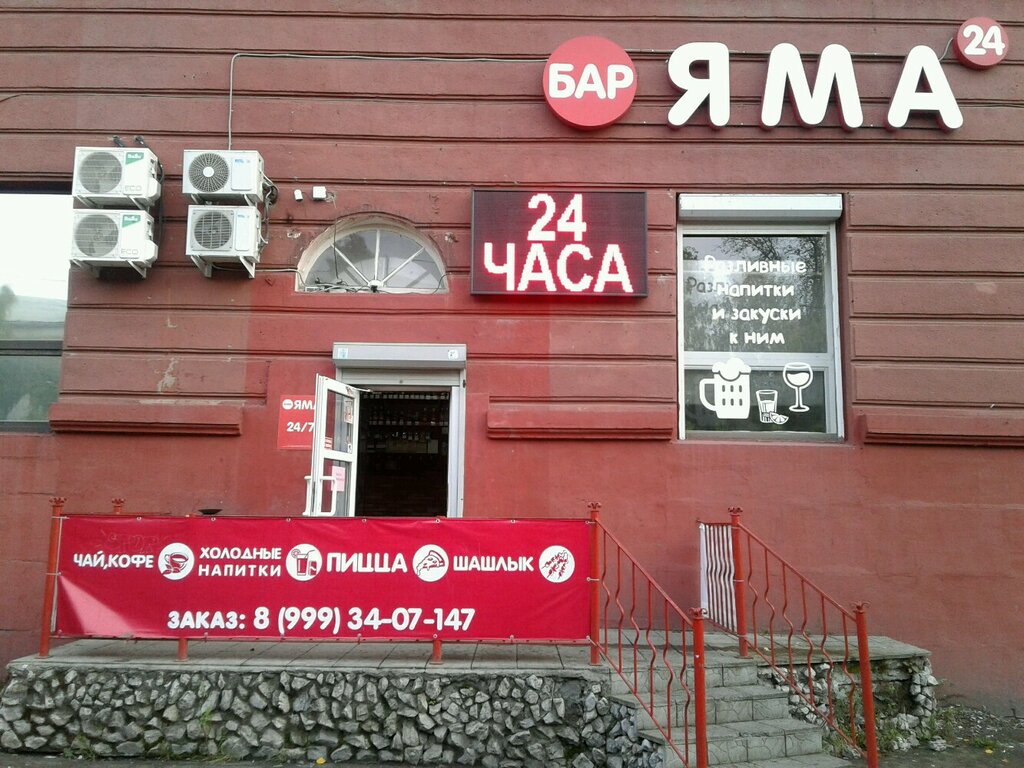 БАР ЯМА 24
24
ЧАСА
Разливные
напитки
и закуски
к ним
ЯМА
24/7
ЧАЙ,КОФЕ ХОЛОДНЫЕ НАПИТКИ ПИЦЦА ШАШЛЫК
ЗАКАЗ: 8 (999) 34-07-147